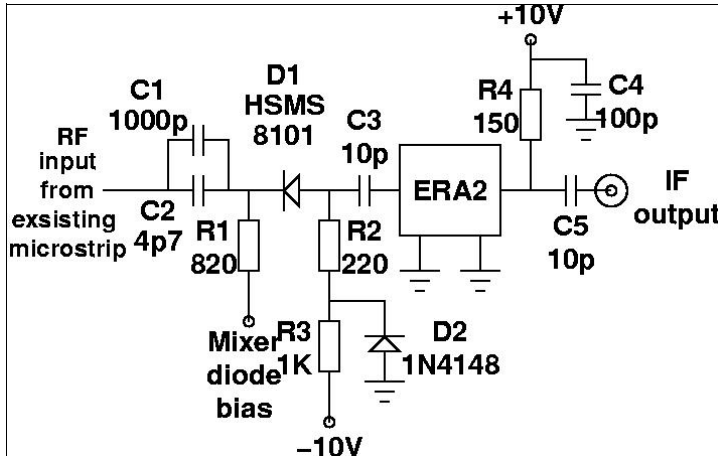 +10V
D1
HSMS
8101
C1
1000p
R4
150
C4
100p
C3
10p
RF
input
from
exsisting
microstrip
ERA2
IF
output
C2
4p7
R1
820
R2
220
C5
10p
Mixer
diode
bias
R3
1K
D2
1N4148
−10V